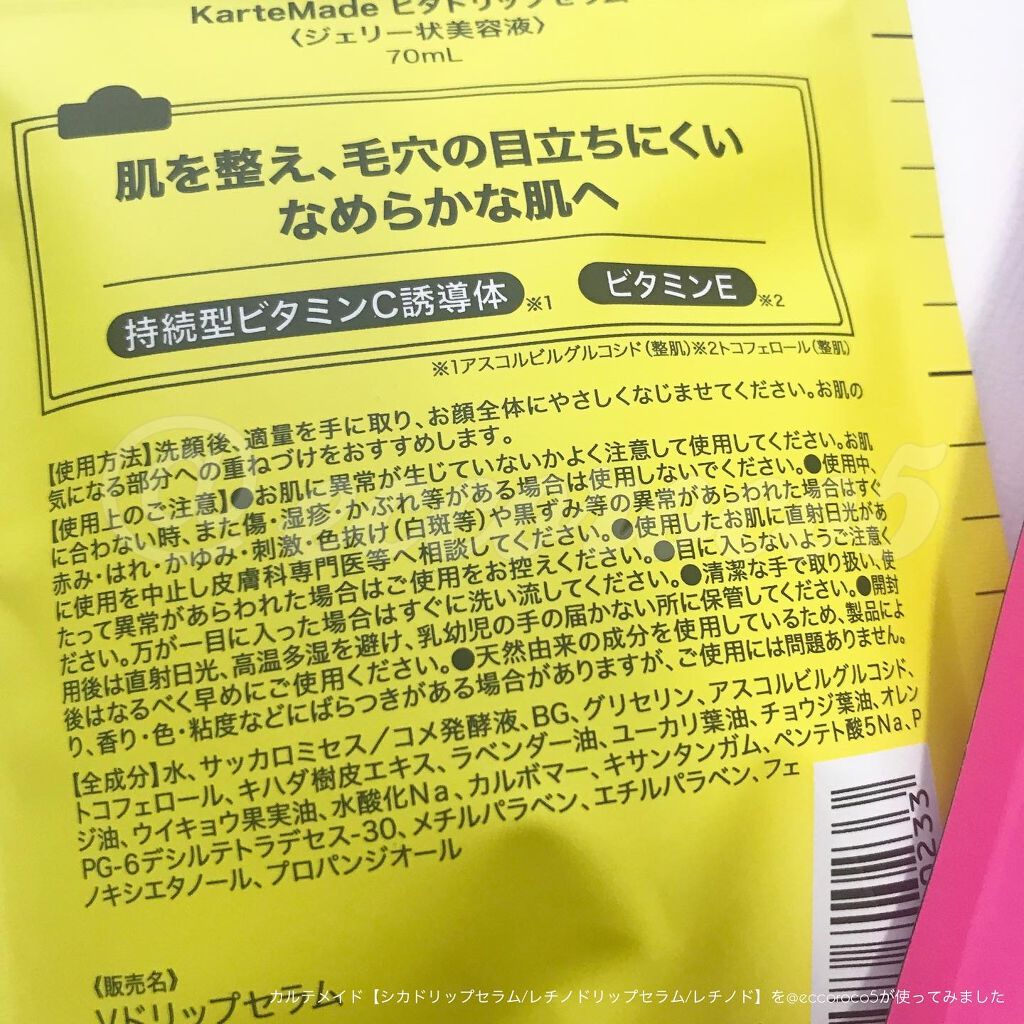 KarteMade ビタドリップセラム
〈ジェリー状美容液〉
70mL
肌を整え、毛穴の目立ちにくい
なめらかな肌へ
持続型ビタミンC誘導体 ※1 ビタミンE ※2
※1アスコルビルグルコシド(整肌)※2トコフェロール(整肌)
【使用方法】洗顔後、適量を手に取り、お顔全体にやさしくなじませてください。お肌の
気になる部分への重ねづけをおすすめします。
【使用上のご注意】●お肌に異常が生じていないかよく注意して使用してください。お肌
に合わない時、また傷・湿疹・かぶれ等がある場合は使用しないでください。●使用中、
赤み・はれ・かゆみ・刺激・色抜け(白斑等)や黒ずみ等の異常があらわれた場合はすぐ
に使用を中止し皮膚科専門医等へ相談してください。●使用したお肌に直射日光があ
たって異常があらわれた場合はご使用をお控えください。●目に入らないようご注意く
ださい。万が一目に入った場合はすぐに洗い流してください。●清潔な手で取り扱い、使
用後は直射日光、高温多湿を避け、乳幼児の手の届かない所に保管してください。●開封
後はなるべく早めにご使用ください。●天然由来の成分を使用しているため、製品によ
り、香り・色・粘度などにばらつきがある場合がありますが、ご使用には問題ありません。
【全成分】水、サッカロミセス/コメ発酵液、BG、グリセリン、アスコルビルグルコシド、
トコフェロール、キハダ樹皮エキス、ラベンダー油、ユーカリ葉油、チョウジ葉油、オレン
ジ油、ウイキョウ果実油、水酸化Na、カルボマー、キサンタンガム、ペンテト酸5Na、P
PG-6デシルテトラデセス-30、メチルパラベン、エチルパラベン、フェ
ノキシエタノール、プロパンジオール
《販売名》
Vドリップセラム
0233
カルテメイド【シカドリップセラム/レチノドリップセラム/レチノド】を@eccoroco5が使ってみました